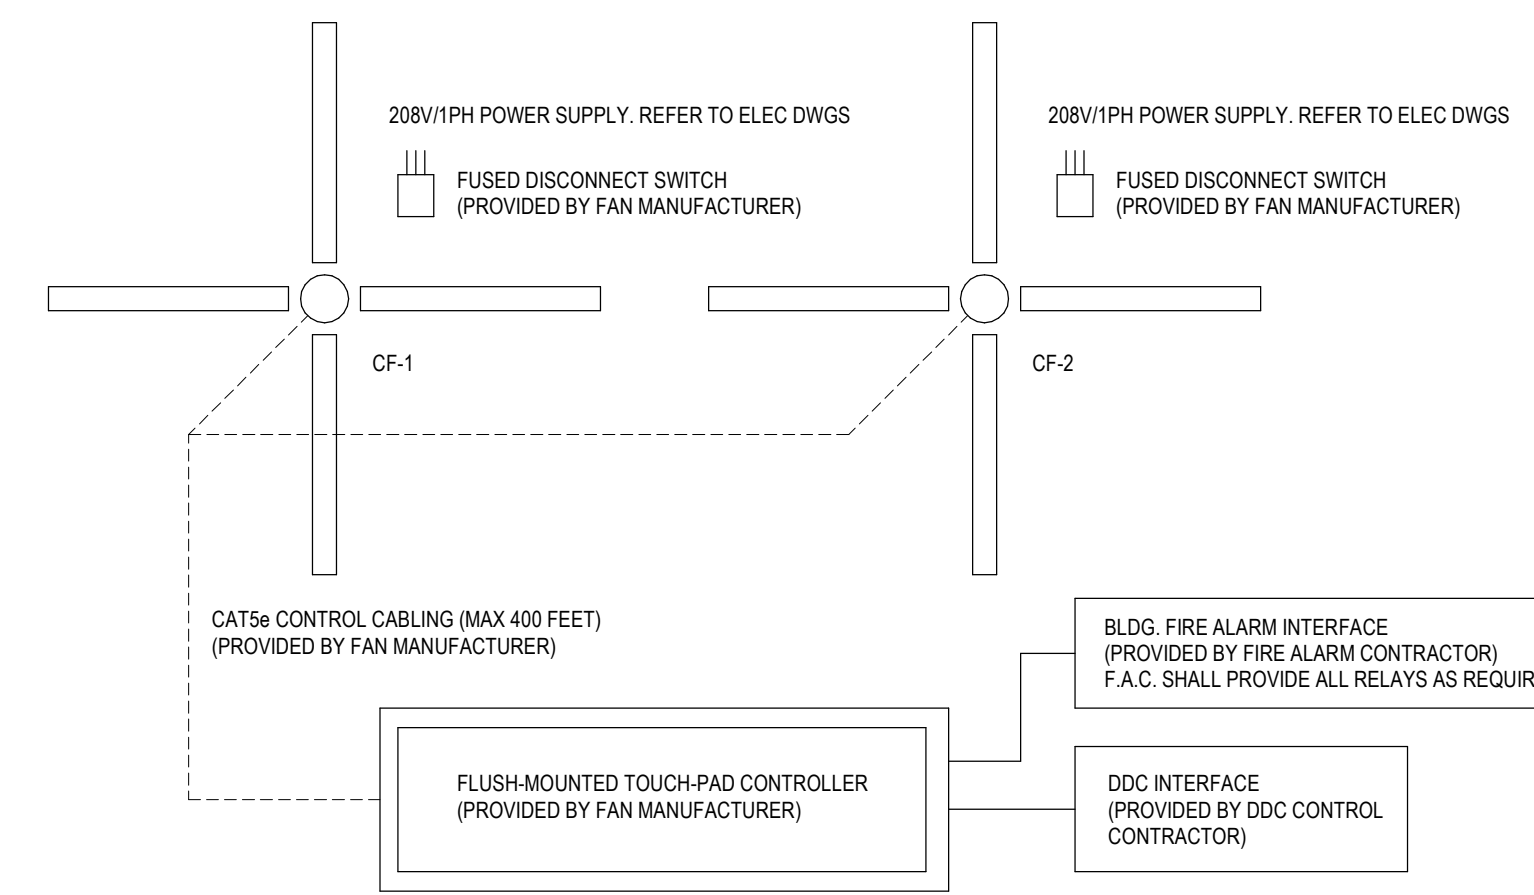 208V/1PH POWER SUPPLY. REFER TO ELEC DWGS
FUSED DISCONNECT SWITCH
(PROVIDED BY FAN MANUFACTURER)
CF-1
208V/1PH POWER SUPPLY. REFER TO ELEC DWGS
FUSED DISCONNECT SWITCH
(PROVIDED BY FAN MANUFACTURER)
CF-2
CAT5e CONTROL CABLING (MAX 400 FEET)
(PROVIDED BY FAN MANUFACTURER)
BLDG. FIRE ALARM INTERFACE
(PROVIDED BY FIRE ALARM CONTRACTOR)
F.A.C. SHALL PROVIDE ALL RELAYS AS
FLUSH-MOUNTED TOUCH-PAD CONTROLLER
(PROVIDED BY FAN MANUFACTURER)
DDC INTERFACE
(PROVIDED BY DDC CONTROL
CONTRACTOR)